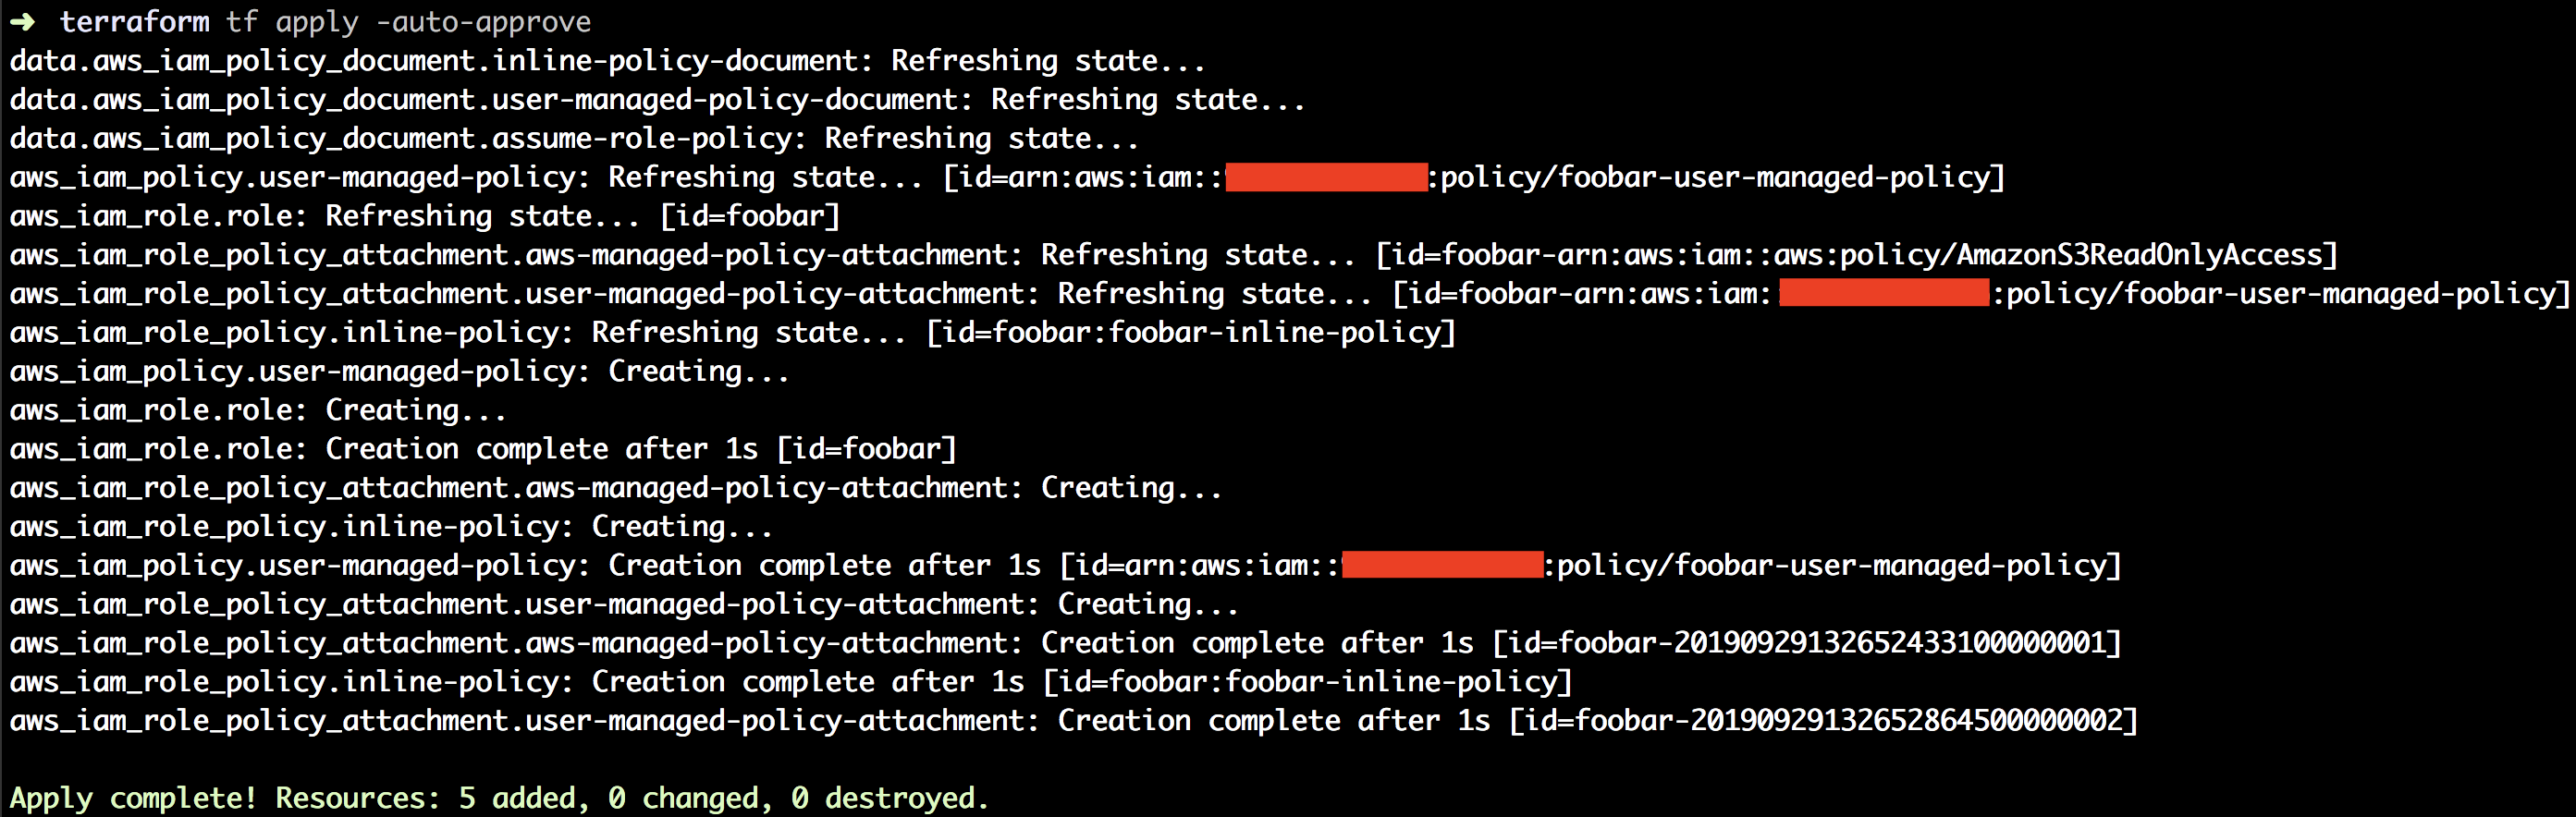 ➜ terraform tf apply -auto-approve
data.aws_iam_policy_document.inline-policy-document: Refreshing state...
data.aws_iam_policy_document.user-managed-policy-document: Refreshing state...
data.aws_iam_policy_document.assume-role-policy: Refreshing state...
aws_iam_policy.user-managed-policy: Refreshing state... [id=arn:aws:iam:::policy/foobar-user-managed-policy]
aws_iam_role.role: Refreshing state... [id=foobar]
aws_iam_role_policy_attachment.aws-managed-policy-attachment: Refreshing state... [id=foobar-arn:aws:iam::aws:policy/AmazonS3ReadOnlyAccess]
aws_iam_role_policy_attachment.user-managed-policy-attachment: Refreshing state... [id=foobar-arn:aws:iam::policy/foobar-user-managed-policy]
aws_iam_role_policy.inline-policy: Refreshing state... [id=foobar:foobar-inline-policy]
aws_iam_policy.user-managed-policy: Creating...
aws_iam_role.role: Creating...
aws_iam_role.role: Creation complete after 1s [id=foobar]
aws_iam_role_policy_attachment.aws-managed-policy-attachment: Creating...
aws_iam_role_policy.inline-policy: Creating...
aws_iam_policy.user-managed-policy: Creation complete after 1s [id=arn:aws:iam:::policy/foobar-user-managed-policy]
aws_iam_role_policy_attachment.user-managed-policy-attachment: Creating...
aws_iam_role_policy_attachment.aws-managed-policy-attachment: Creation complete after 1s [id=foobar-20190929132652433100000001]
aws_iam_role_policy.inline-policy: Creation complete after 1s [id=foobar:foobar-inline-policy]
aws_iam_role_policy_attachment.user-managed-policy-attachment: Creation complete after 1s [id=foobar-20190929132652864500000002]
Apply complete! Resources: 5 added, 0 changed, 0 destroyed.